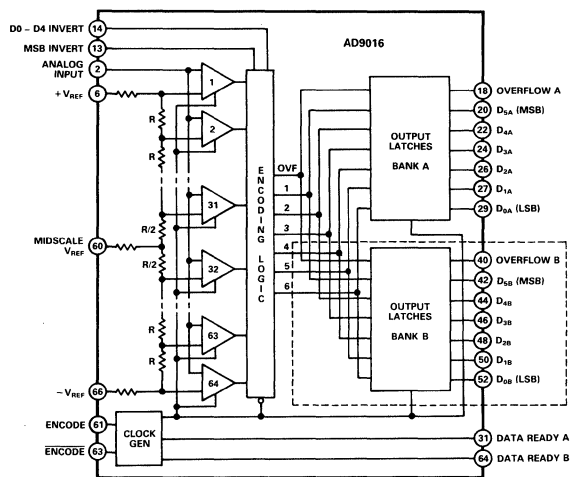 AD9016
D0 – D4 INVERT 14
MSB INVERT 13
ANALOG INPUT 2
+ VREF 6
R
R
R/2
MIDSCALE VREF 60
R/2
R
R
– VREF 66
ENCODE 61
ENCODE 63
CLOCK GEN
1
2
31
32
63
64
ENCODING LOGIC
OVF
1
2
3
4
5
6
OUTPUT LATCHES
BANK A
18 OVERFLOW A
20 D5A (MSB)
22 D4A
24 D3A
26 D2A
27 D1A
29 D0A (LSB)
OUTPUT LATCHES
BANK B
40 OVERFLOW B
42 D5B (MSB)
44 D4B
46 D3B
48 D2B
50 D1B
52 D0B (LSB)
31 DATA READY A
64 DATA READY B